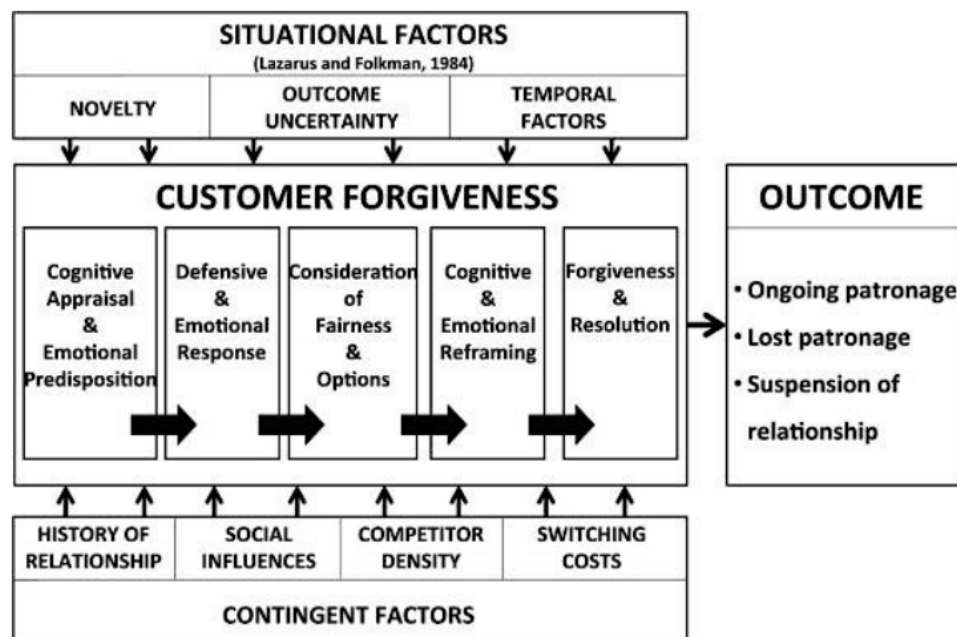 SITUATIONAL FACTORS
(Lazarus and Folkman, 1984)
NOVELTY
OUTCOME
UNCERTAINTY
TEMPORAL
FACTORS
CUSTOMER FORGIVENESS
Cognitive
Appraisal
&
Emotional
Predisposition
Defensive
&
Emotional
Response
Consideration
of
Fairness
&
Options
Cognitive
& Emotional
Reframing
Forgiveness
&
Resolution
OUTCOME
• Ongoing patronage
• Lost patronage
• Suspension of
relationship
HISTORY OF
RELATIONSHIP
SOCIAL
INFLUENCES
COMPETITOR
DENSITY
SWITCHING
COSTS
CONTINGENT FACTORS